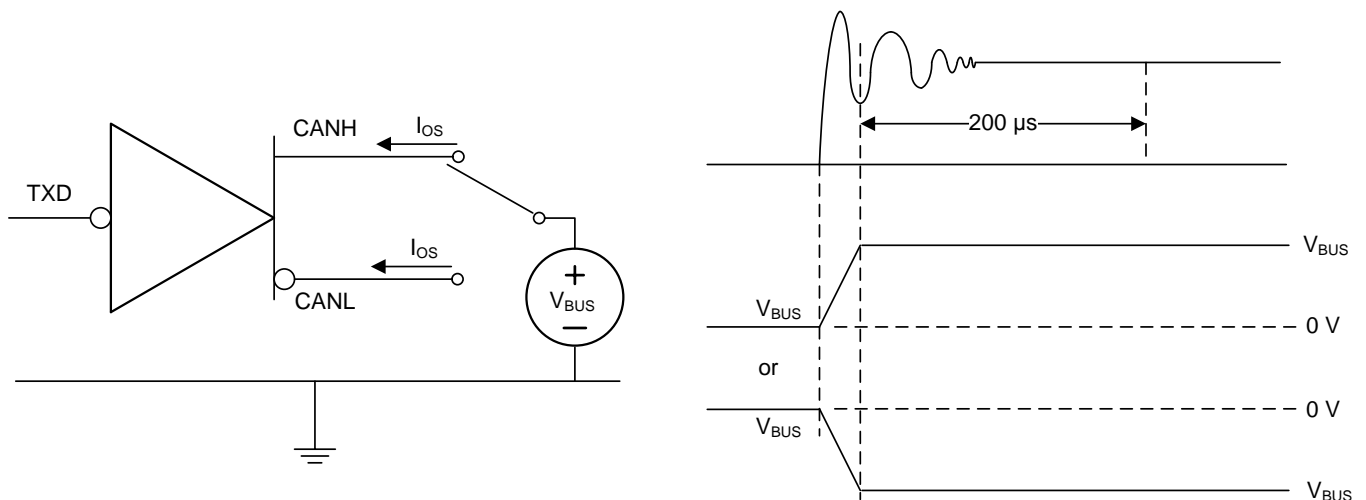 CANH
I_OS
TXD
I_OS
CANL
+
V_BUS
−
200 µs
V_BUS
V_BUS
0 V
or
0 V
V_BUS
V_BUS